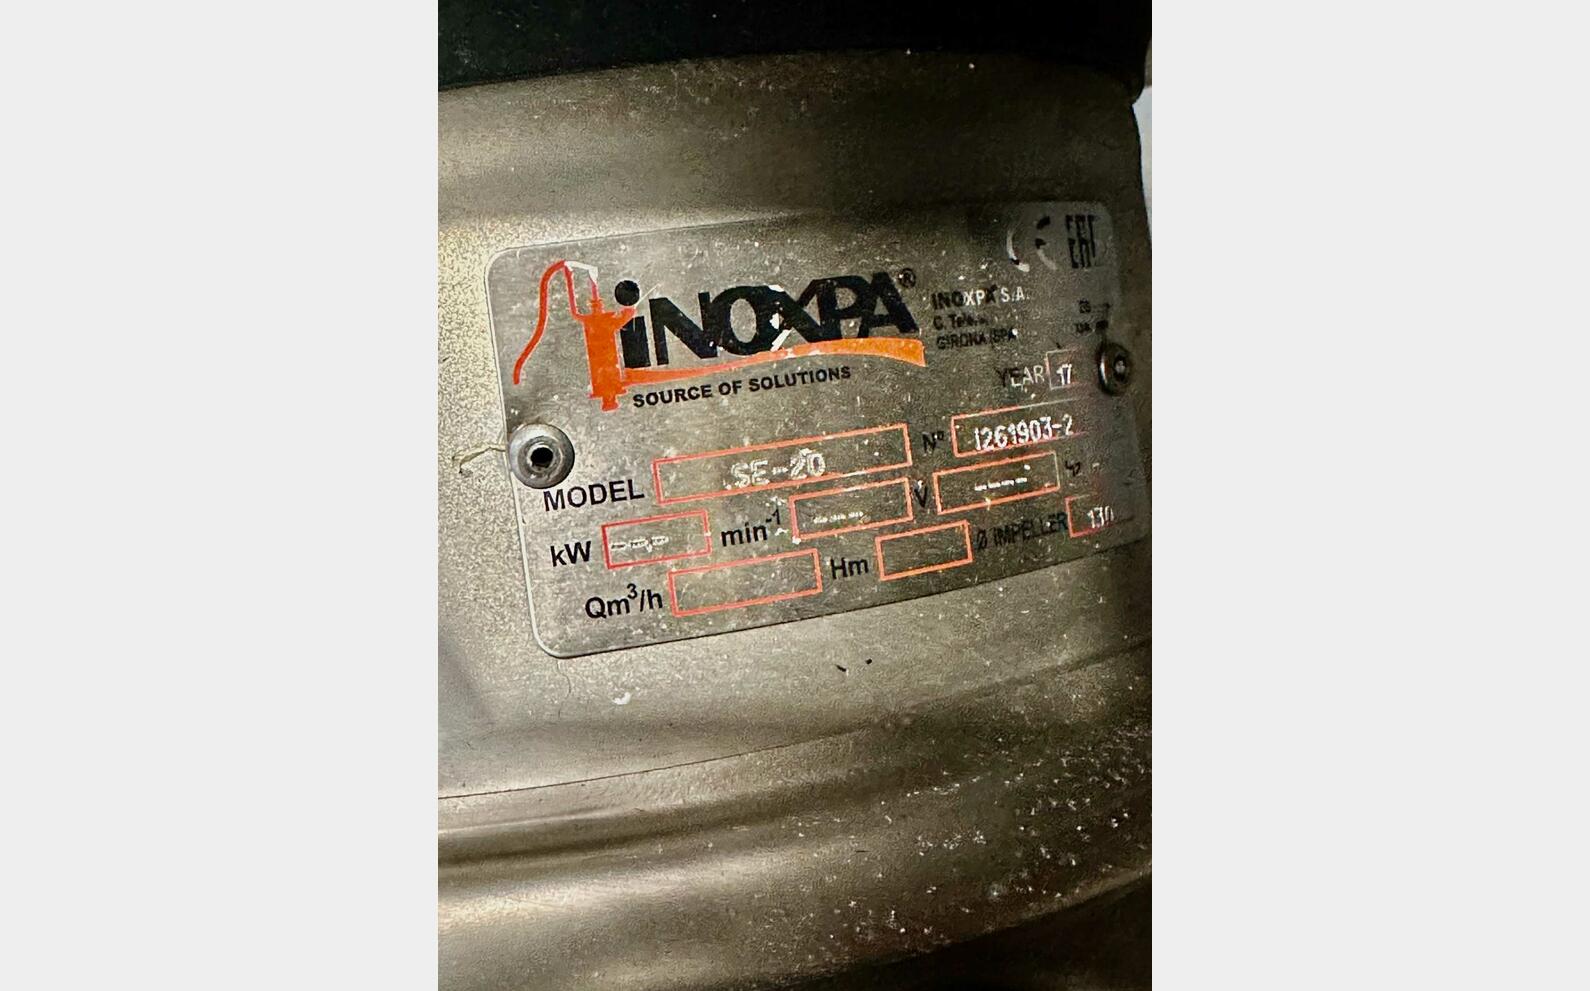 CE EAC
iNOXPA®
SOURCE OF SOLUTIONS
INOXPA S.A.
GIRONA
YEAR 17
MODEL SE-20 Nº 1261903-2
kW ---- min-1 ---- V ----
Qm3/h Hm Ø IMPELLER 130